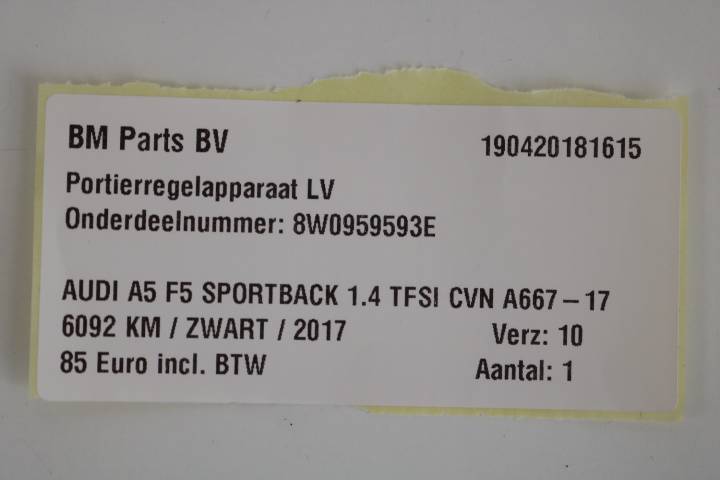 BM Parts BV 190420181615
Portierregelapparaat LV
Onderdeelnummer: 8W0959593E
AUDI A5 F5 SPORTBACK 1.4 TFSI CVN A667-17
6092 KM / ZWART / 2017 Verz: 10
85 Euro incl. BTW Aantal: 1